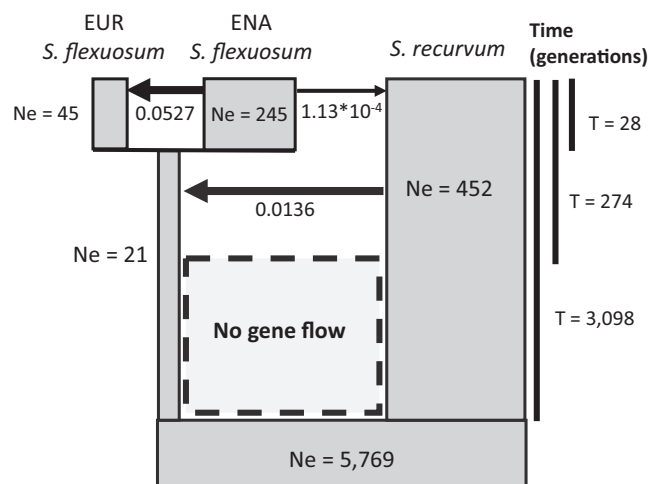 EUR
S. flexuosum
ENA
S. flexuosum
S. recurvum
Time
(generations)
Ne = 45
0.0527
Ne = 245
1.13*10-4
T = 28
Ne = 452
0.0136
T = 274
Ne = 21
No gene flow
T = 3,098
Ne = 5,769